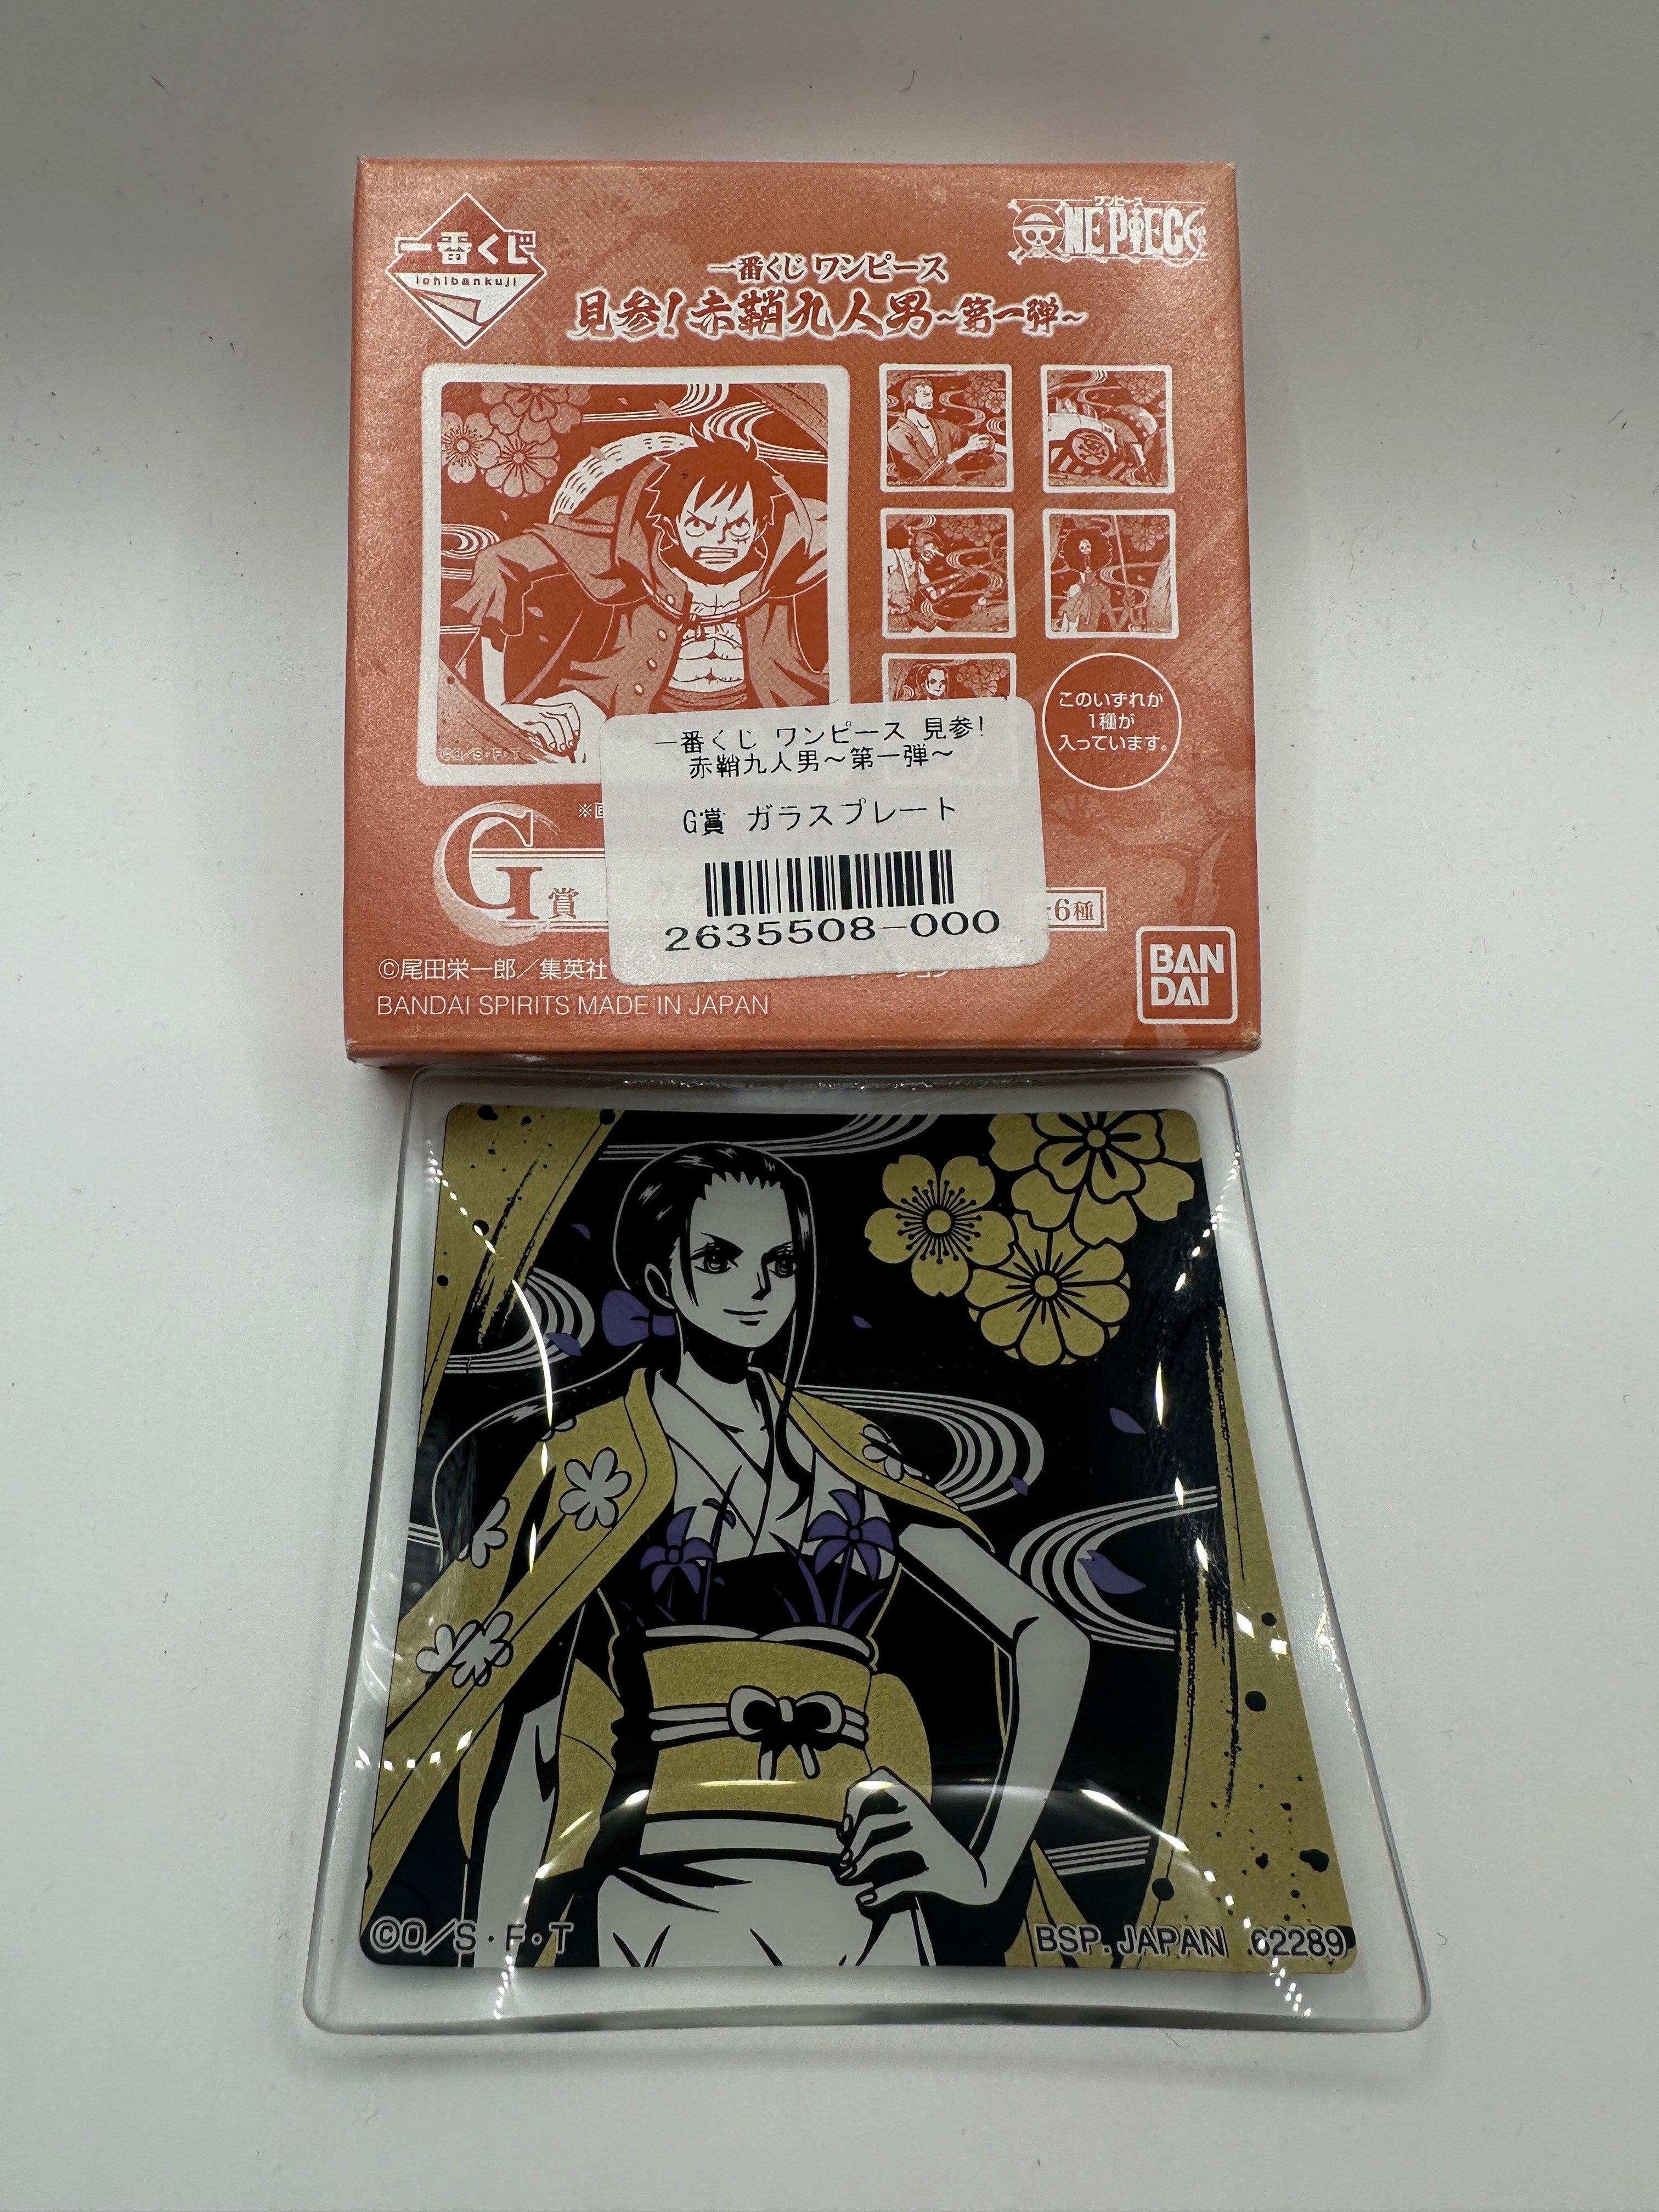 一番くじ
ichibankuji
ワンピース
ONE PIECE
一番くじ ワンピース
見参!赤鞘九人男~第一弾~
©O/S・F・T
このいずれか
1種が
入っています。
一番くじ ワンピース 見参!
赤鞘九人男~第一弾~
G賞 ガラスプレート
2635508-000
G賞
全6種
©尾田栄一郎/集英社
BANDAI SPIRITS MADE IN JAPAN
BAN
DAI
©O/S・F・T
BSP. JAPAN 62289